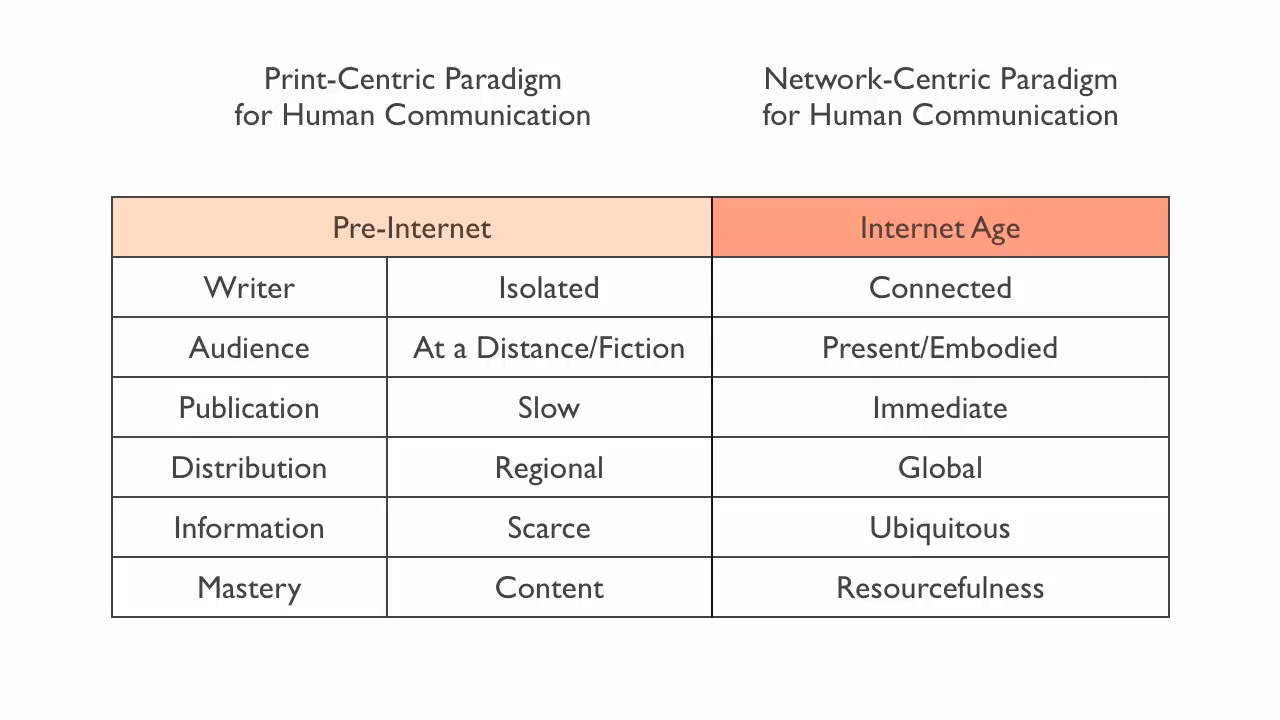 Print-Centric Paradigm
for Human Communication
Network-Centric Paradigm
for Human Communication
Pre-Internet Internet Age
Writer Isolated Connected
Audience At a Distance/Fiction Present/Embodied
Publication Slow Immediate
Distribution Regional Global
Information Scarce Ubiquitous
Mastery Content Resourcefulness